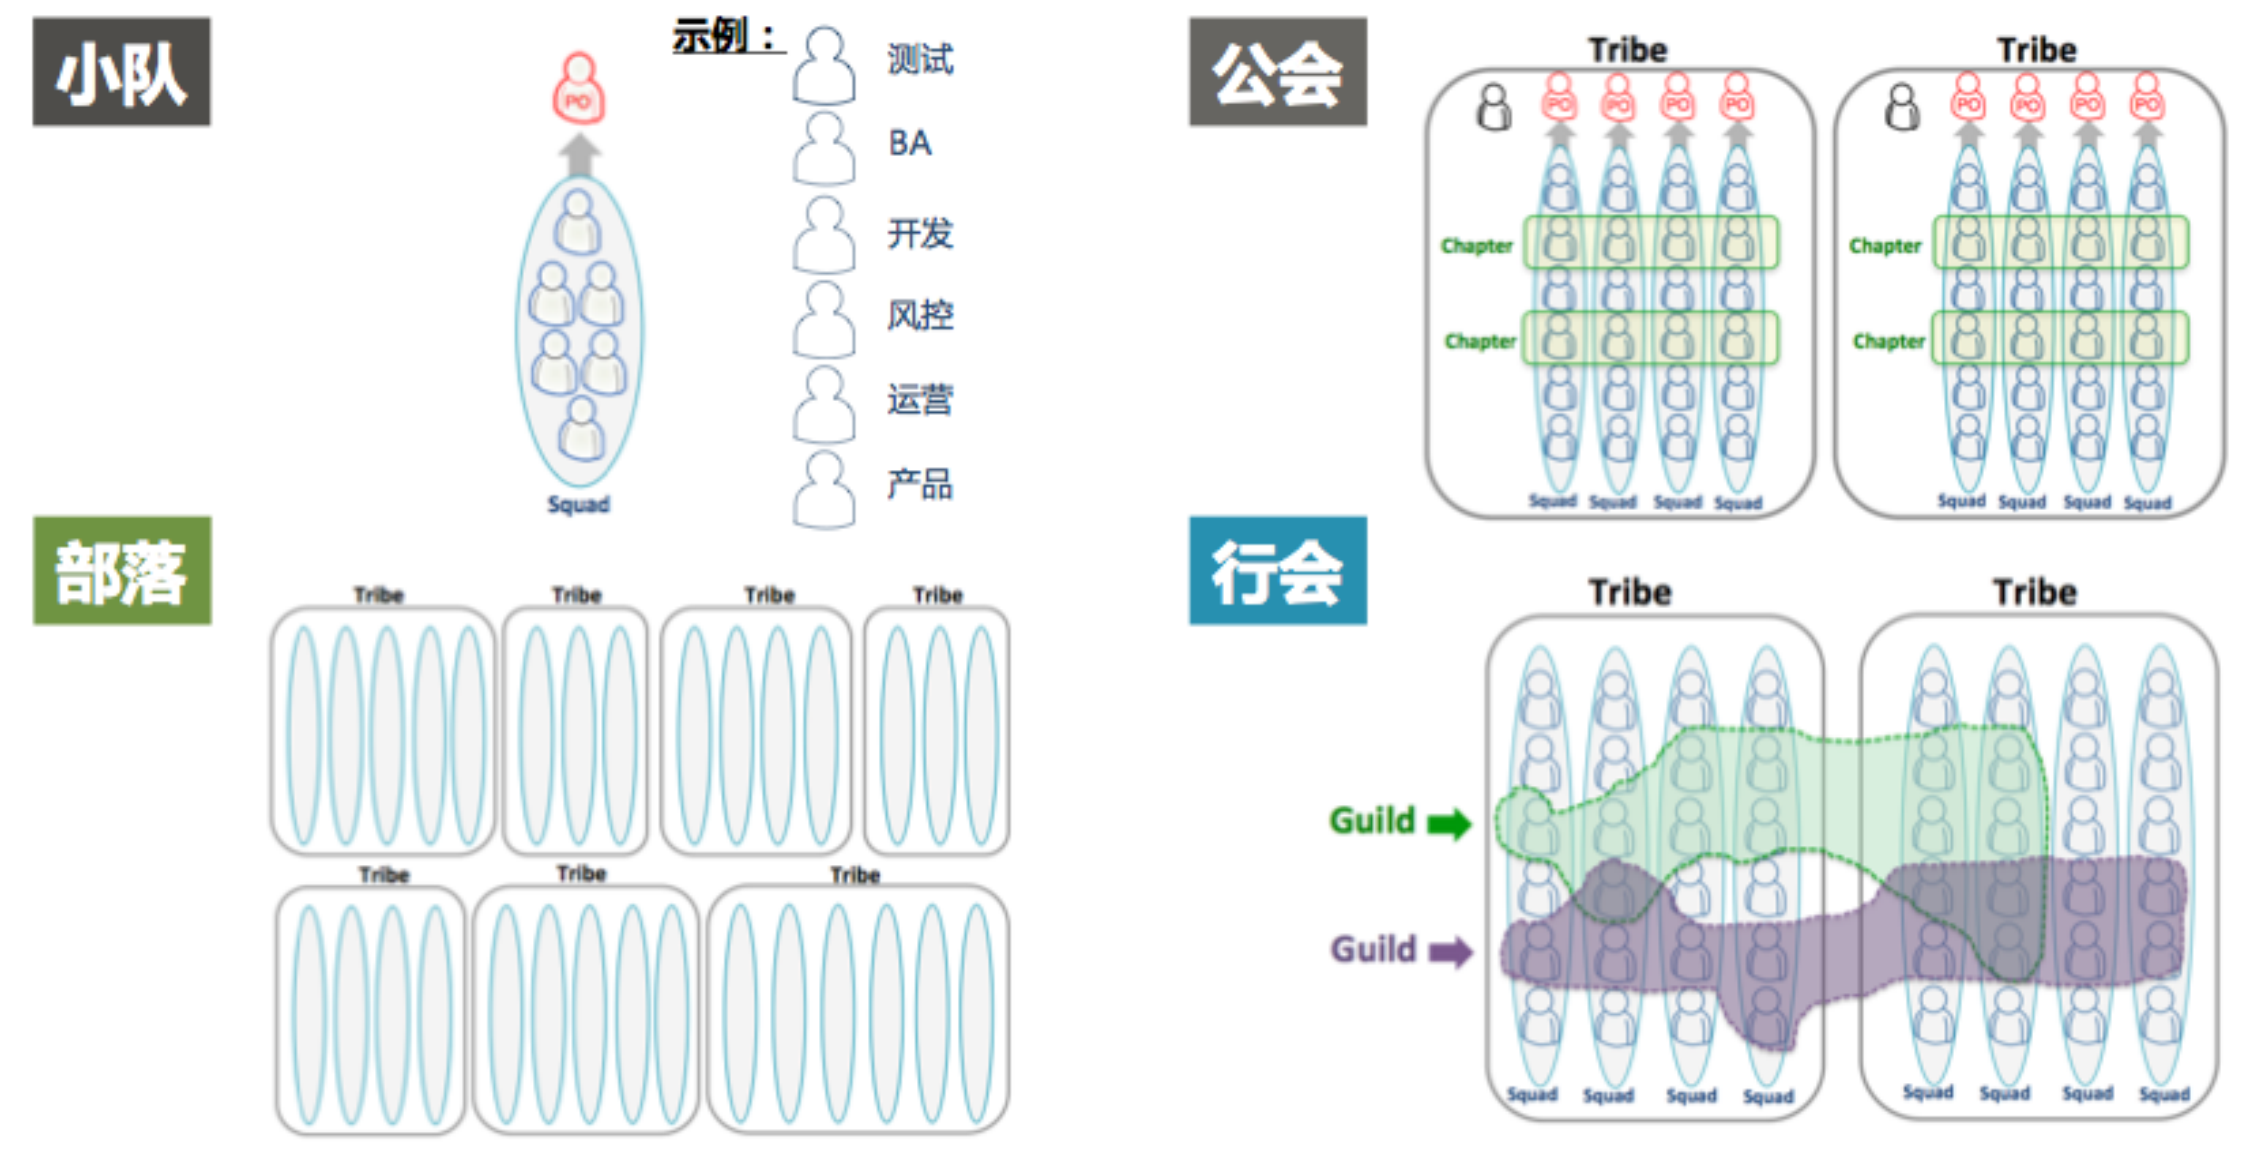 小队
示例：
PO
测试
BA
开发
风控
运营
产品
Squad
公会
Tribe
Tribe
PO PO PO PO
PO PO PO PO
Chapter
Chapter
Chapter
Chapter
Squad Squad Squad Squad
Squad Squad Squad Squad
部落
Tribe Tribe Tribe Tribe
Tribe Tribe Tribe
行会
Tribe
Tribe
Guild
Guild
Squad Squad Squad Squad
Squad Squad Squad Squad